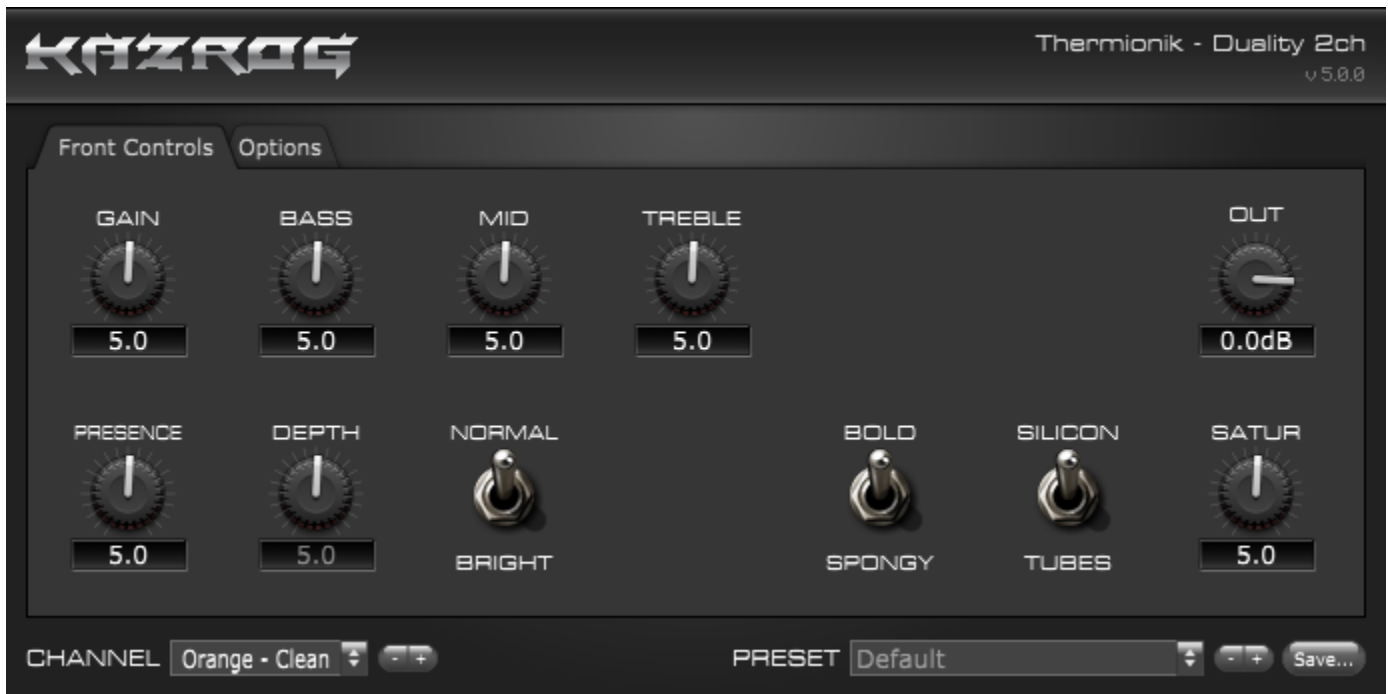 KAZROG
Thermionik - Duality 2ch
v 5.0.0
Front Controls Options
GAIN BASS MID TREBLE OUT
5.0 5.0 5.0 5.0 0.0dB
PRESENCE DEPTH NORMAL BOLD SILICON SATUR
5.0 5.0 BRIGHT SPONGY TUBES 5.0
CHANNEL Orange - Clean - + PRESET Default - + Save...